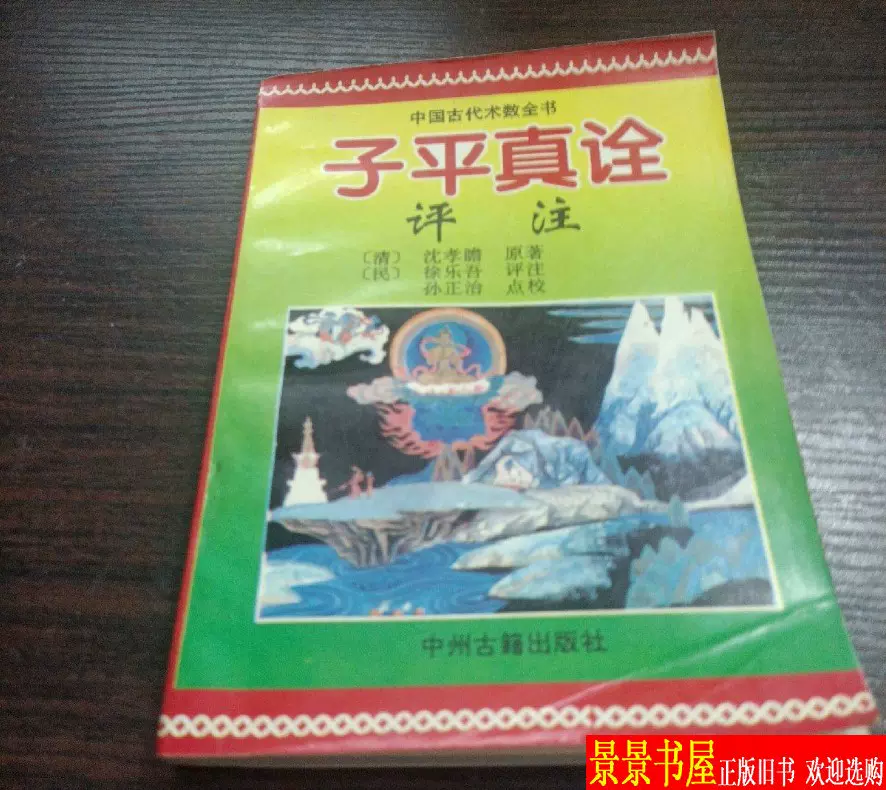 中国古代术数全书
子平真诠
评注
〔清〕 沈孝瞻 原著
〔民〕 徐乐吾 评注
孙正治 点校
中州古籍出版社
景景书屋正版旧书 欢迎选购